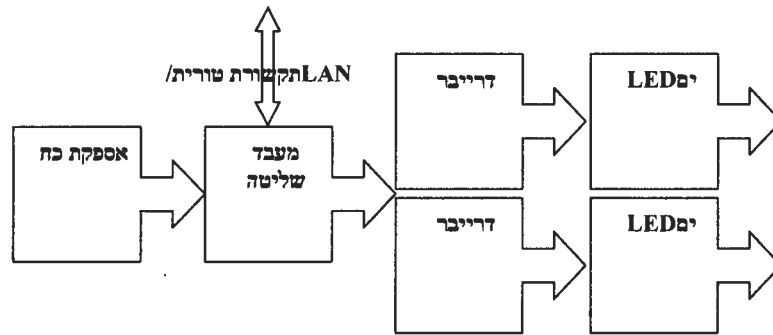 תקשורת טורית/LAN
דרייבר
LEDים
אספקת כח
מעבד
שליטה
דרייבר
LEDים